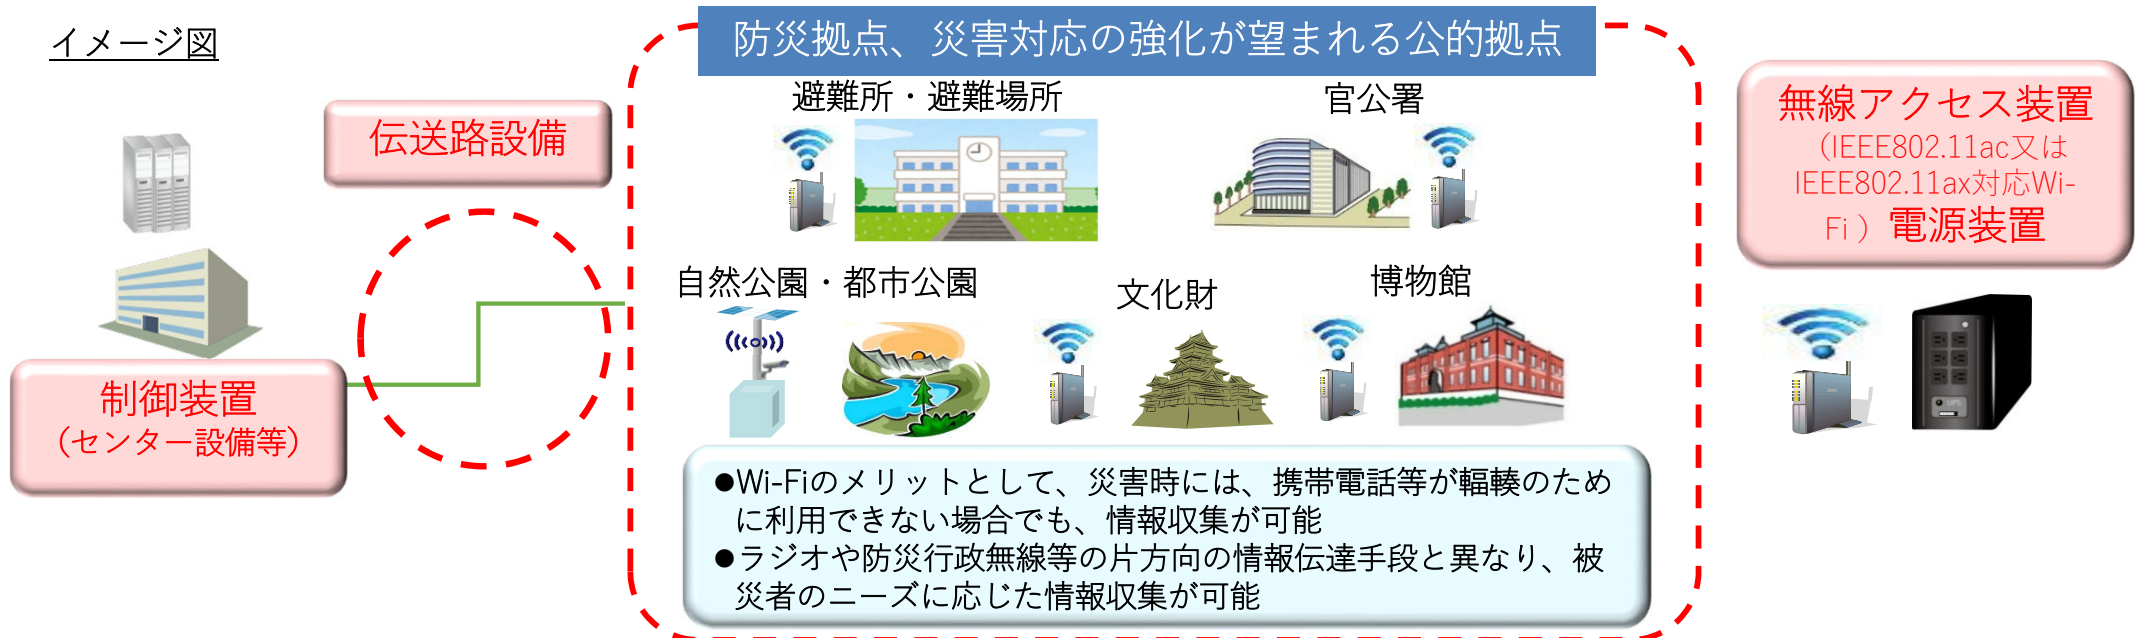 イメージ図
伝送路設備
制御装置
（センター設備等）
防災拠点、災害対応の強化が望まれる公的拠点
避難所・避難場所
官公署
自然公園・都市公園
文化財
博物館
●Wi-Fiのメリットとして、災害時には、携帯電話等が輻輳のため
に利用できない場合でも、情報収集が可能
●ラジオや防災行政無線等の片方向の情報伝達手段と異なり、被
災者のニーズに応じた情報収集が可能
無線アクセス装置
（IEEE802.11ac又は
IEEE802.11ax対応Wi-
Fi）電源装置
UPS